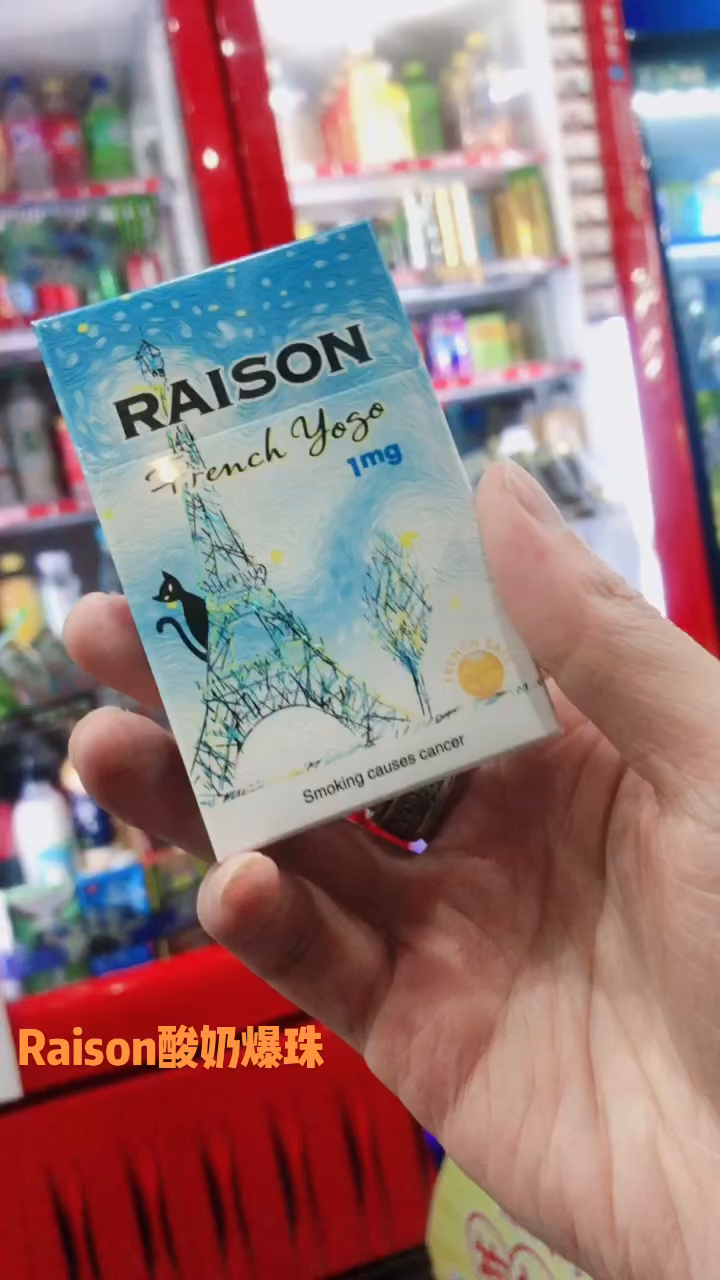 RAISON
French Yogo
1mg
Smoking causes cancer
Raison酸奶爆珠